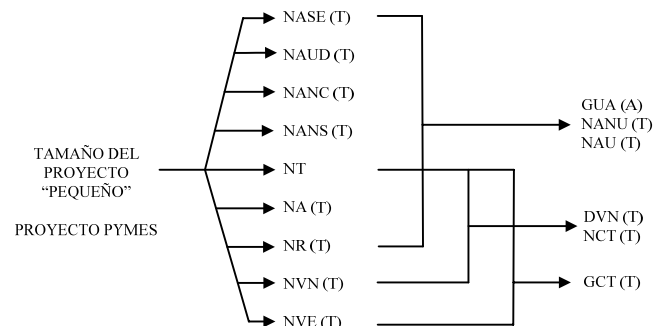 TAMAÑO DEL
PROYECTO
“PEQUEÑO”
PROYECTO PYMES
NASE (T)
NAUD (T)
NANC (T)
NANS (T)
NT
NA (T)
NR (T)
NVN (T)
NVE (T)
GUA (A)
NANU (T)
NAU (T)
DVN (T)
NCT (T)
GCT (T)